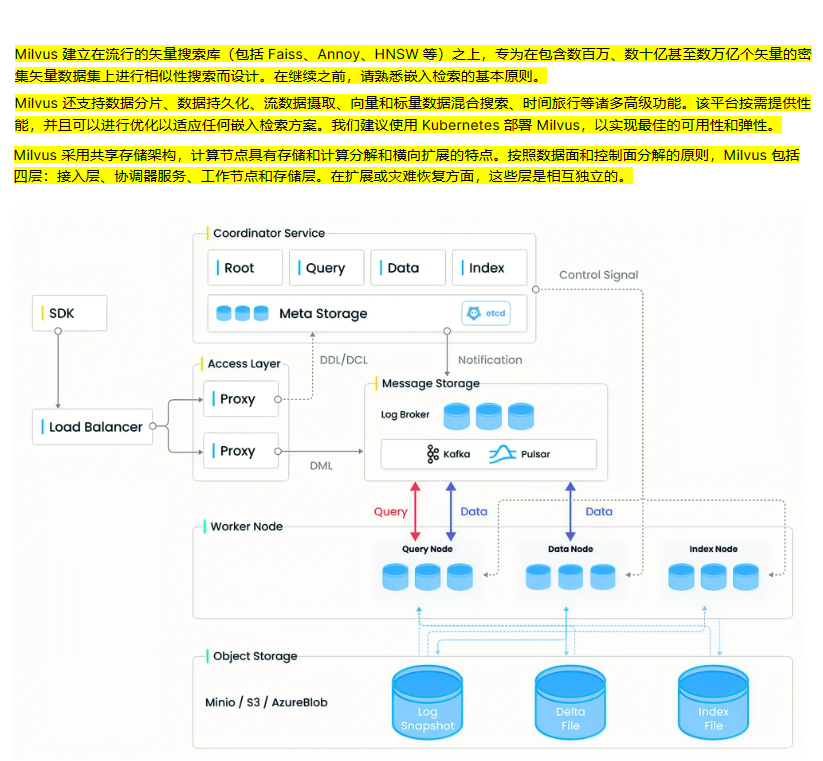 Milvus 建立在流行的矢量搜索库（包括 Faiss、Annoy、HNSW 等）之上，专为在包含数百万、数十亿甚至数万亿个矢量的密
集矢量数据集上进行相似性搜索而设计。在继续之前，请熟悉嵌入检索的基本原则。
Milvus 还支持数据分片、数据持久化、流数据摄取、向量和标量数据混合搜索、时间旅行等诸多高级功能。该平台按需提供性
能，并且可以进行优化以适应任何嵌入检索方案。我们建议使用 Kubernetes 部署 Milvus，以实现最佳的可用性和弹性。
Milvus 采用共享存储架构，计算节点具有存储和计算分解和横向扩展的特点。按照数据面和控制面分解的原则，Milvus 包括
四层：接入层、协调器服务、工作节点和存储层。在扩展或灾难恢复方面，这些层是相互独立的。
Coordinator Service
Root
Query
Data
Index
Control Signal
SDK
Meta Storage
etcd
Access Layer
DDL/DCL
Notification
Message Storage
Proxy
Log Broker
Load Balancer
Proxy
Kafka
Pulsar
DML
Query
Data
Data
Worker Node
Query Node
Data Node
Index Node
Object Storage
Minio / S3 / AzureBlob
Log
Snapshot
Delta
File
Index
File